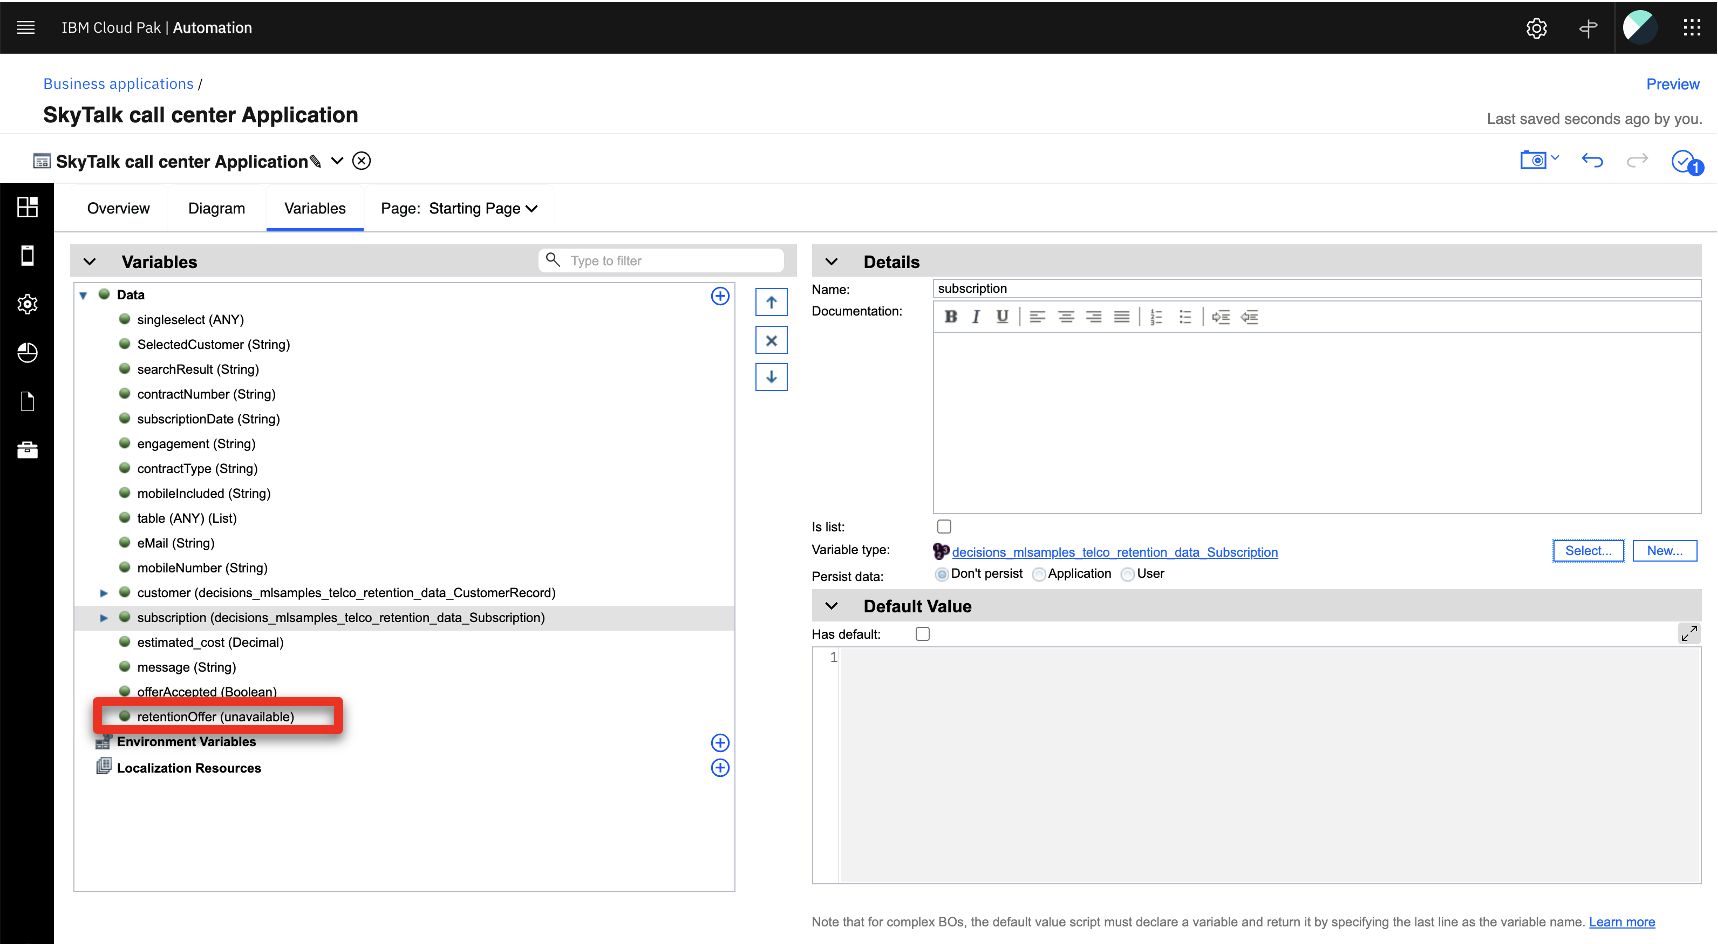 IBM Cloud Pak | Automation
Business applications /
Preview
SkyTalk call center Application
Last saved seconds ago by you.
SkyTalk call center Application
1
Overview
Diagram
Variables
Page: Starting Page
Variables
Type to filter
Data
singleselect (ANY)
SelectedCustomer (String)
searchResult (String)
contractNumber (String)
subscriptionDate (String)
engagement (String)
contractType (String)
mobileIncluded (String)
table (ANY) (List)
eMail (String)
mobileNumber (String)
customer (decisions_mlsamples_telco_retention_data_CustomerRecord)
subscription (decisions_mlsamples_telco_retention_data_Subscription)
estimated_cost (Decimal)
message (String)
offerAccepted (Boolean)
retentionOffer (unavailable)
Environment Variables
Localization Resources
Details
Name: subscription
Documentation:
B I U
Is list:
Variable type: decisions_mlsamples_telco_retention_data_Subscription Select... New...
Persist data: Don't persist Application User
Default Value
Has default:
1
Note that for complex BOs, the default value script must declare a variable and return it by specifying the last line as the variable name. Learn more